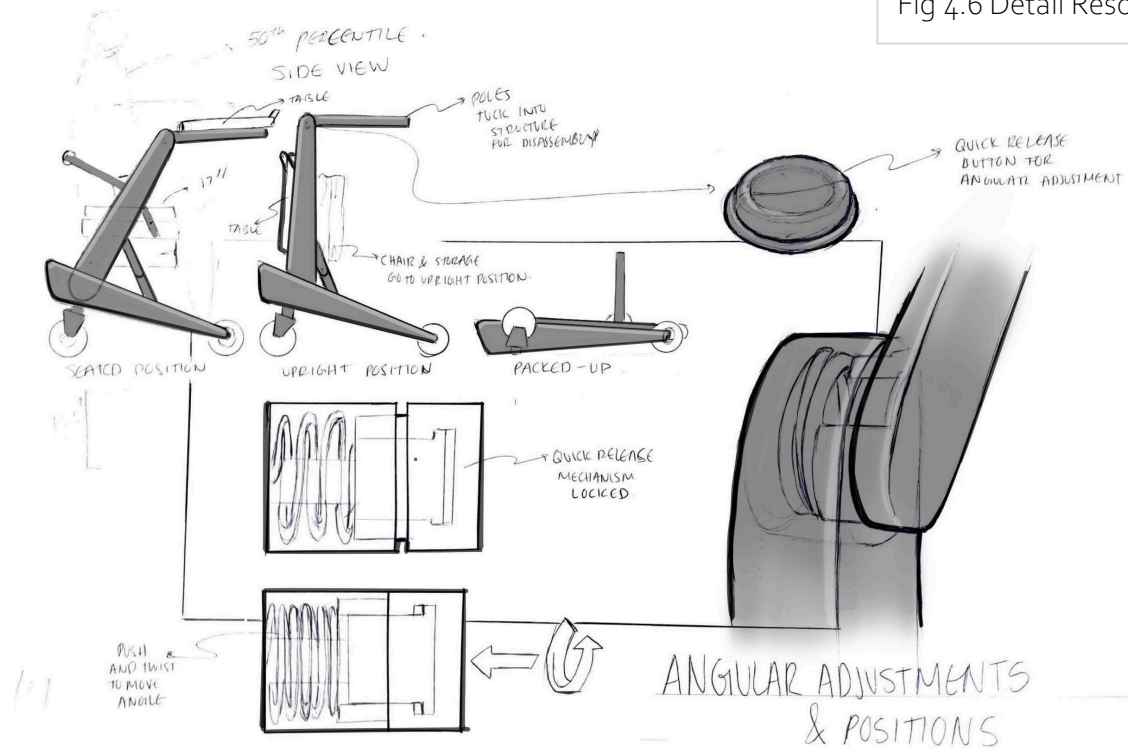 Fig 4.6 Detail Reso
50TH PERCENTILE.
SIDE VIEW
TABLE
POLES
TUCK INTO
STRUCTURE
FOR DISASSEMBLY
17"
TABLE
CHAIR & STORAGE
GO TO UPRIGHT POSITION.
QUICK RELEASE
BUTTON FOR
ANGULAR ADJUSTMENT
SEATED POSITION
UPRIGHT POSITION
PACKED-UP
QUICK RELEASE
MECHANISM
LOCKED
PUSH
AND TWIST
TO MOVE
ANGLE
ANGULAR ADJUSTMENTS
& POSITIONS